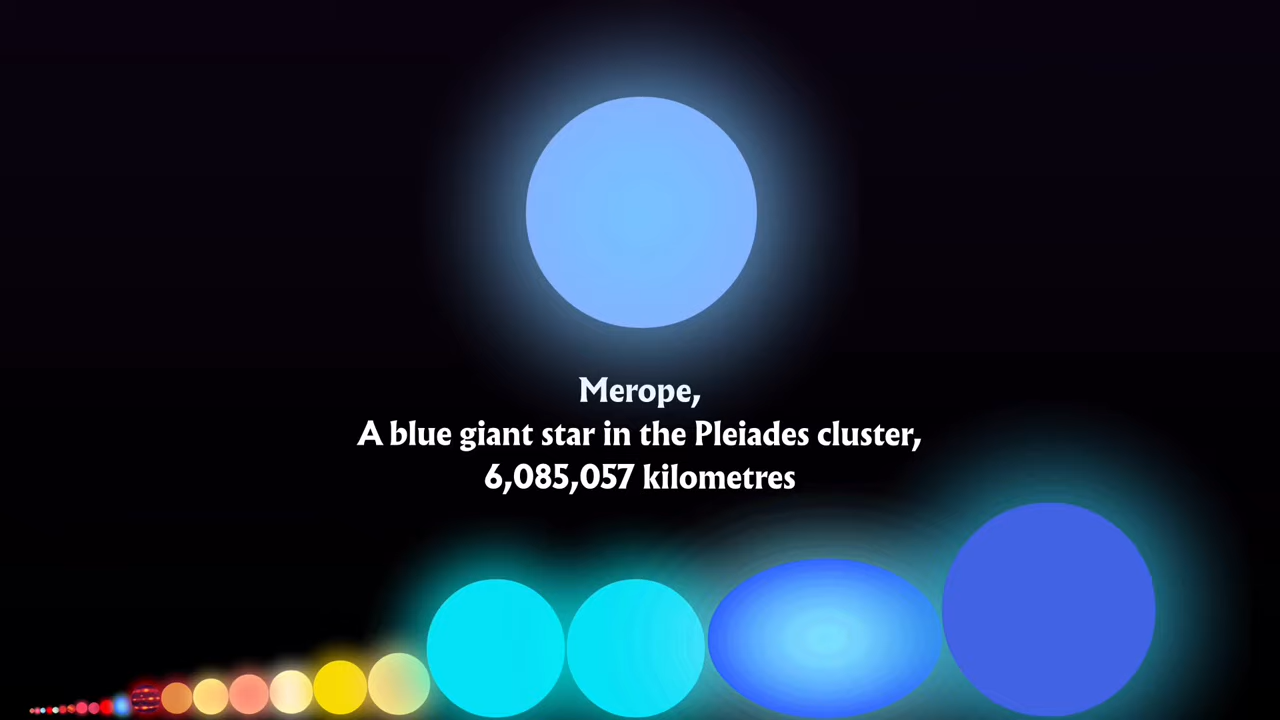 Merope,
A blue giant star in the Pleiades cluster,
6,085,057 kilometres